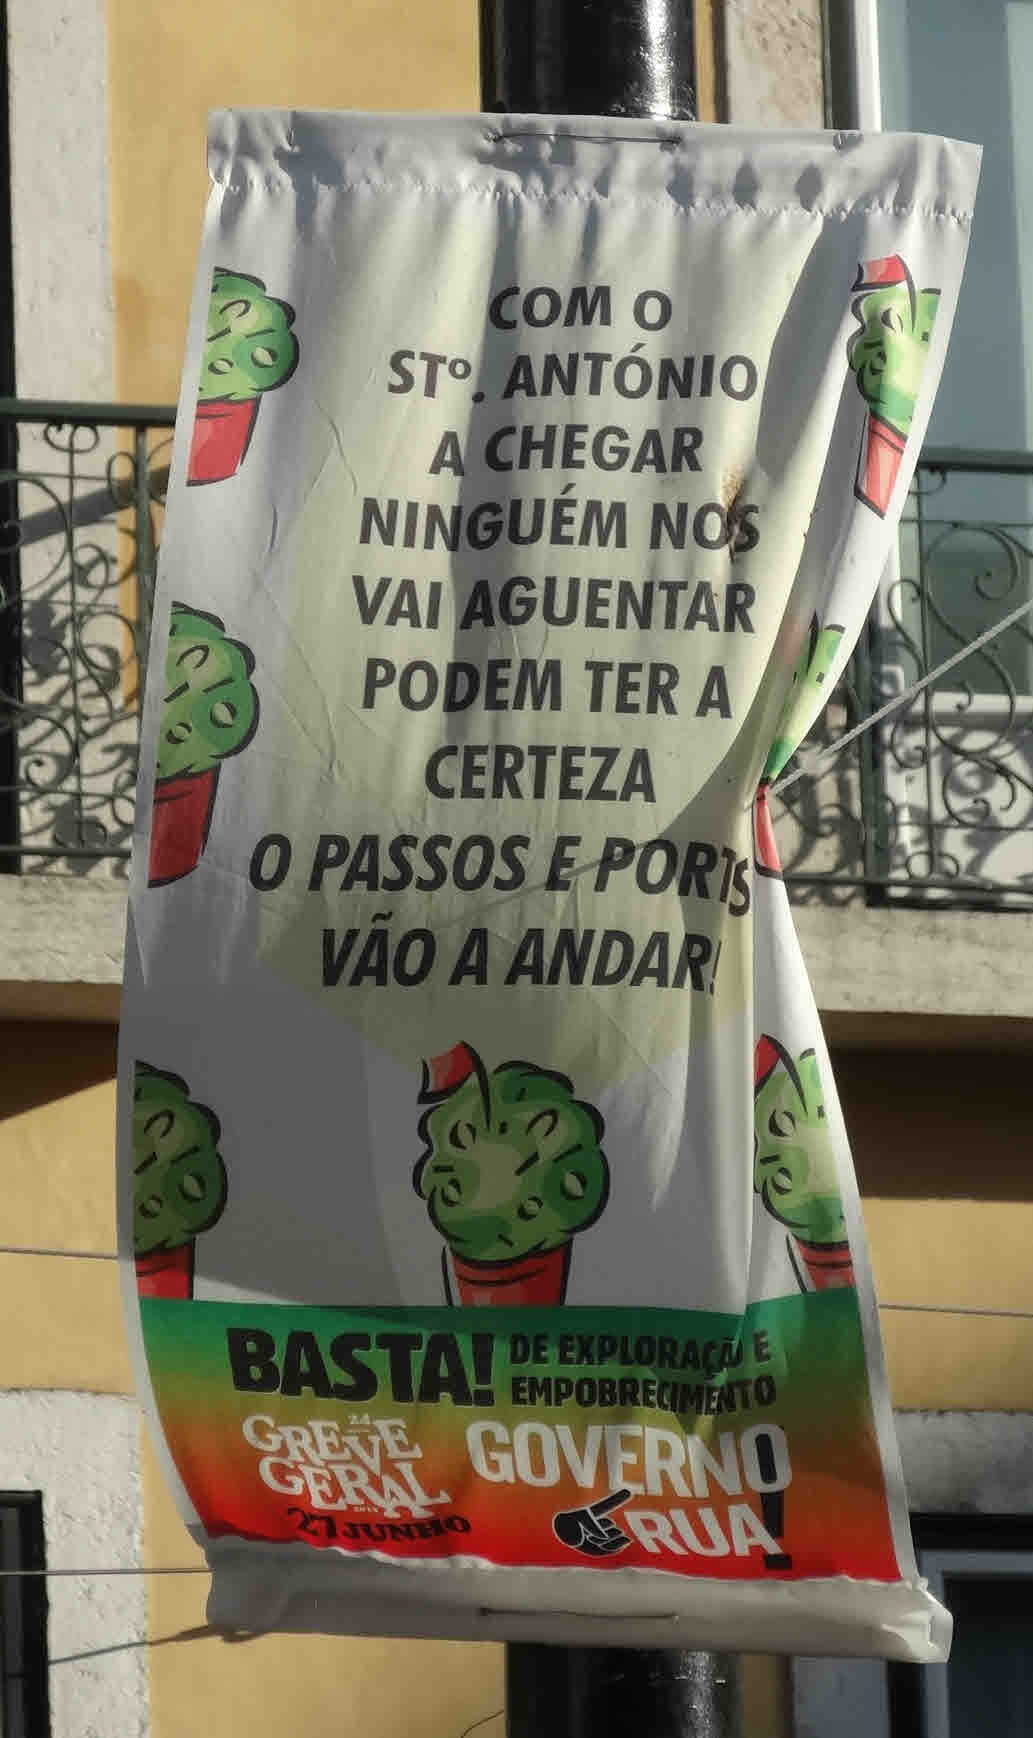 COM O
STº. ANTÓNIO
A CHEGAR
NINGUÉM NOS
VAI AGUENTAR
PODEM TER A
CERTEZA
O PASSOS E PORTS
VÃO A ANDAR!
BASTA! DE EXPLORAÇÃO E
EMPOBRECIMENTO
GREVE
GERAL
27 JUNHO
GOVERNO
RUA!